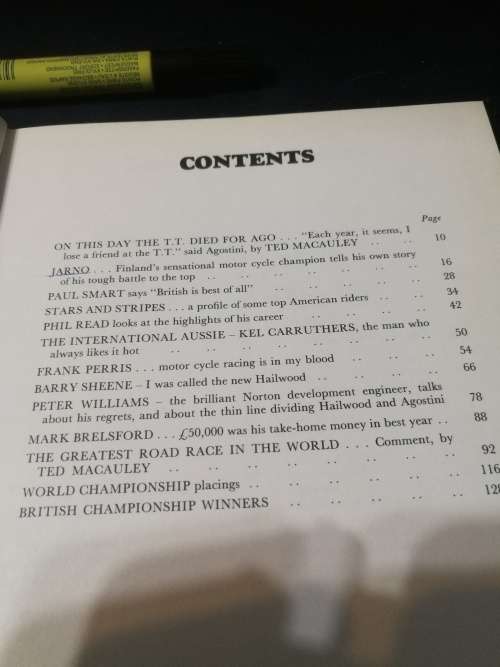 CONTENTS
Page
ON THIS DAY THE T.T. DIED FOR AGO . . . "Each year, it seems, I
lose a friend at the T.T." said Agostini, by TED MACAULEY .. .. 10
JARNO . . . Finland's sensational motor cycle champion tells his own story
of his tough battle to the top .. .. .. .. .. .. 16
PAUL SMART says "British is best of all" .. .. .. .. .. 28
STARS AND STRIPES . . . a profile of some top American riders .. .. 34
PHIL READ looks at the highlights of his career .. .. .. .. 42
THE INTERNATIONAL AUSSIE – KEL CARRUTHERS, the man who
always likes it hot .. .. .. .. .. .. .. 50
FRANK PERRIS . . . motor cycle racing is in my blood .. .. .. 54
BARRY SHEENE – I was called the new Hailwood .. .. .. .. 66
PETER WILLIAMS – the brilliant Norton development engineer, talks
about his regrets, and about the thin line dividing Hailwood and Agostini 78
MARK BRELSFORD . . . £50,000 was his take-home money in best year .. 88
THE GREATEST ROAD RACE IN THE WORLD . . . Comment, by
TED MACAULEY .. .. .. .. .. .. .. 92
WORLD CHAMPIONSHIP placings .. .. .. .. .. .. 116
BRITISH CHAMPIONSHIP WINNERS .. .. .. .. .. 128